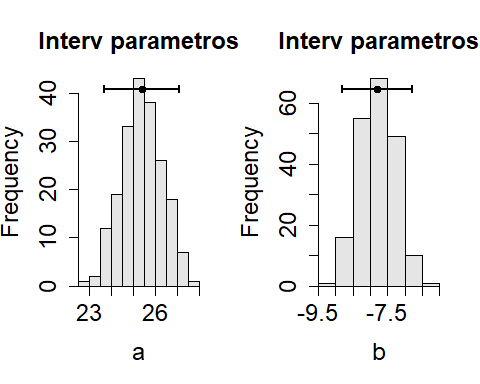 Interv parametros
Frequency
40
30
20
10
0
23
26
a
Interv parametros
Frequency
60
40
20
0
-9.5
-7.5
b